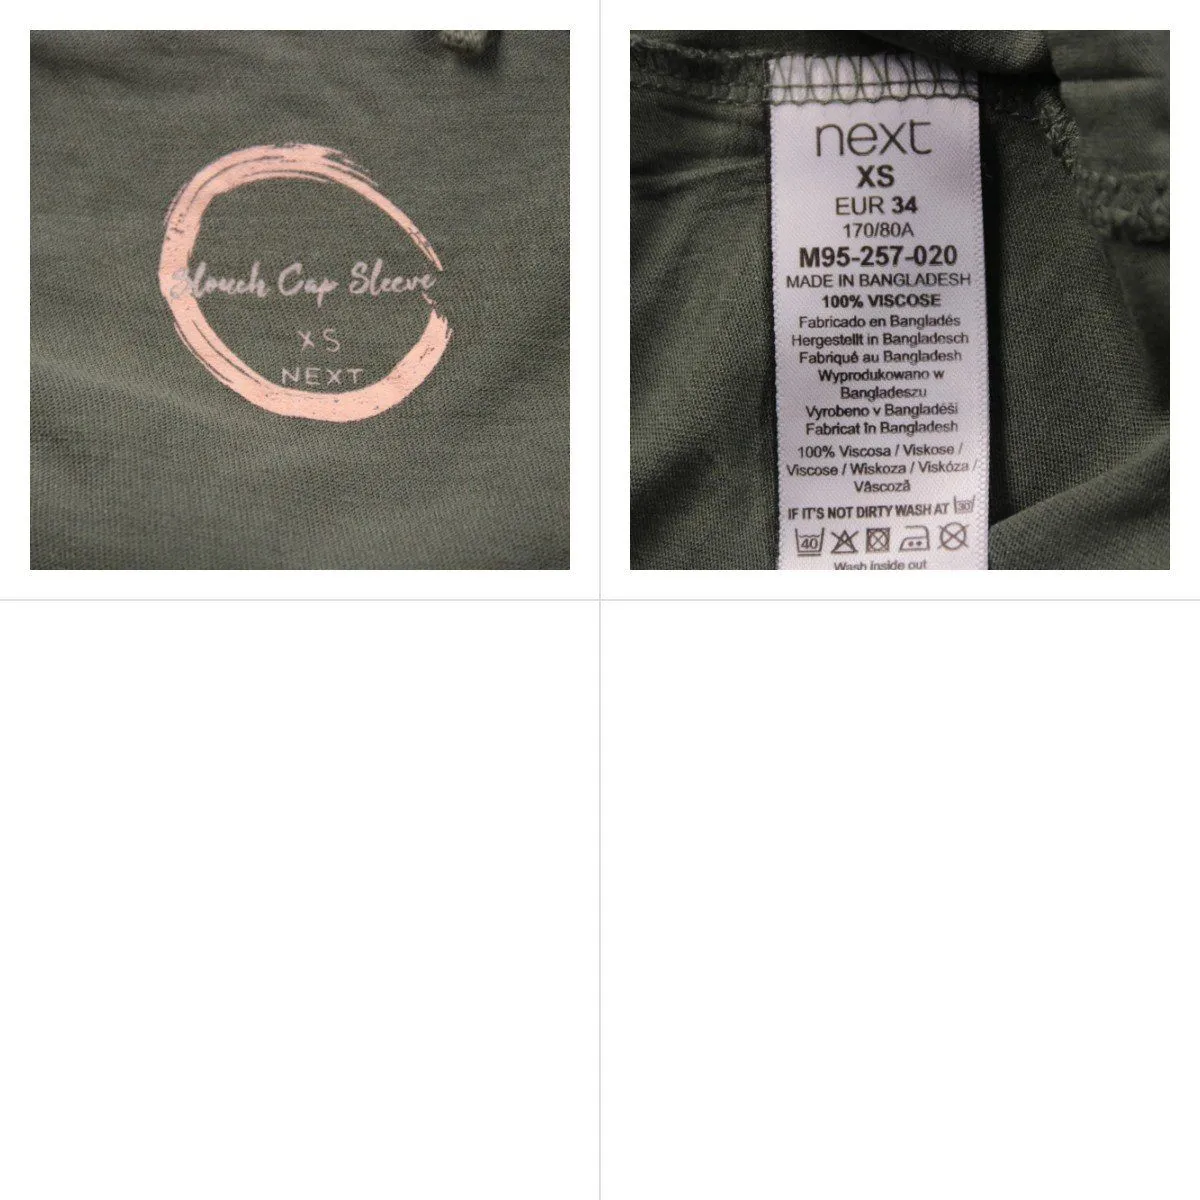 Slouch Cap Sleeve
XS
NEXT
next
XS
EUR 34
170/80A
M95-257-020
MADE IN BANGLADESH
100% VISCOSE
Fabricado en Bangladés
Hergestellt in Bangladesch
Fabriqué au Bangladesh
Wyprodukowano w
Bangladeszu
Vyrobeno v Bangladéši
Fabricat în Bangladesh
100% Viscosa / Viskose /
Viscose / Wiskoza / Viskóza /
Vâscoză
IF IT'S NOT DIRTY WASH AT 30
40
Wash inside out